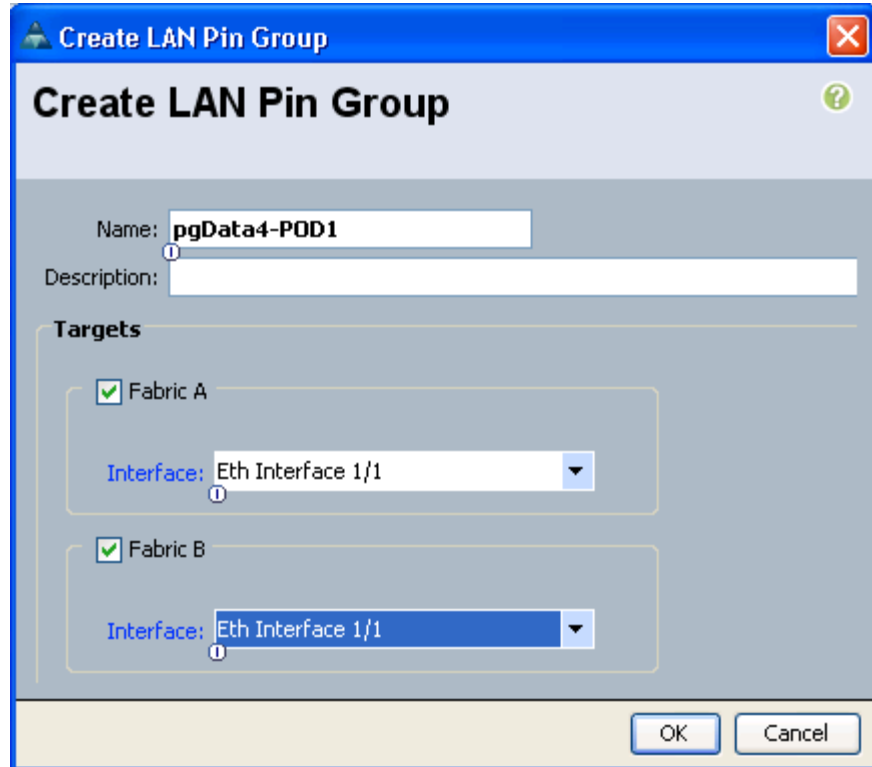 Create LAN Pin Group
Create LAN Pin Group
Name: pgData4-POD1
Description:
Targets
Fabric A
Interface: Eth Interface 1/1
Fabric B
Interface: Eth Interface 1/1
OK Cancel